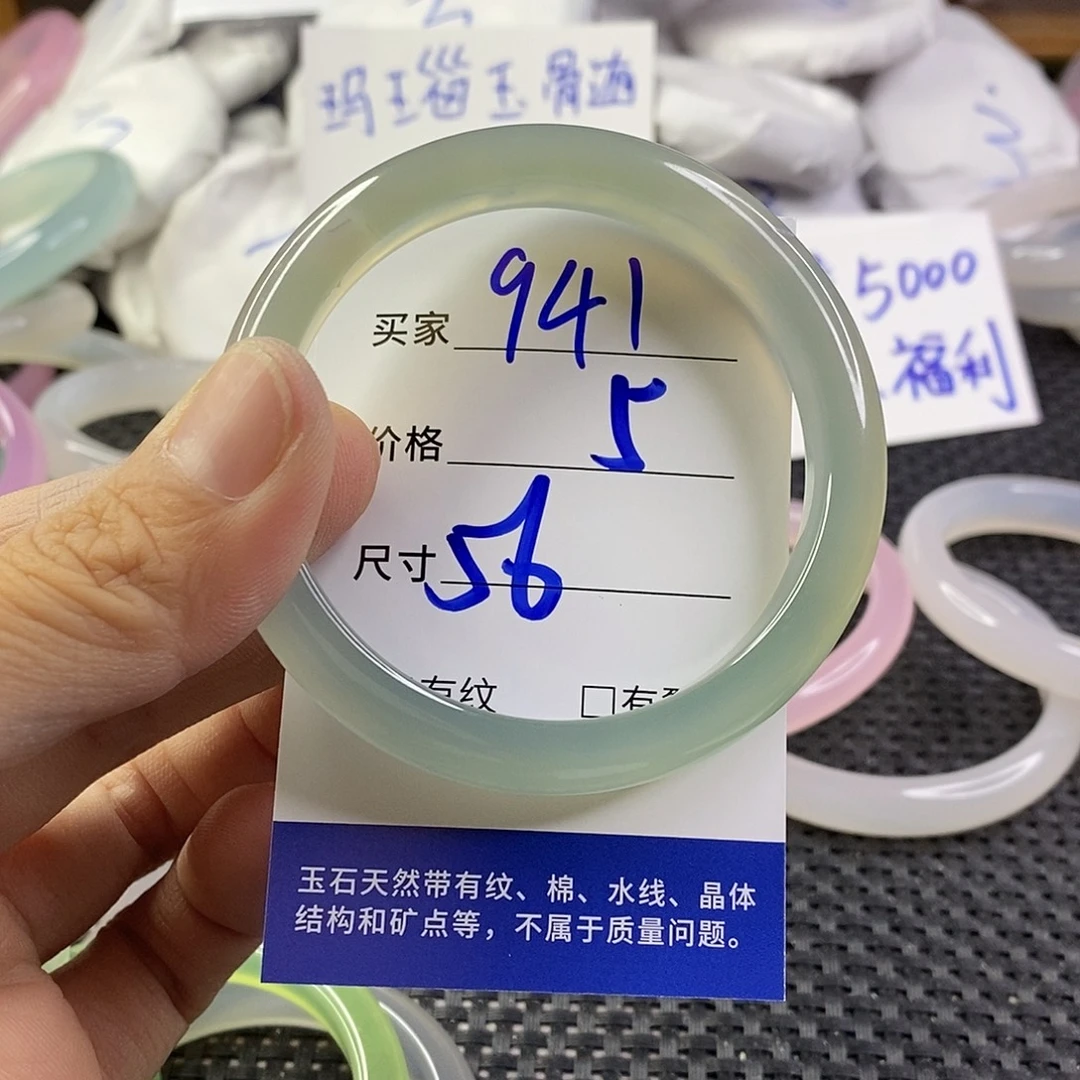 玛瑙玉骨髓
5000
福利
买家 941
价格 5
尺寸 56
有纹 □有
玉石天然带有纹、棉、水线、晶体
结构和矿点等，不属于质量问题。